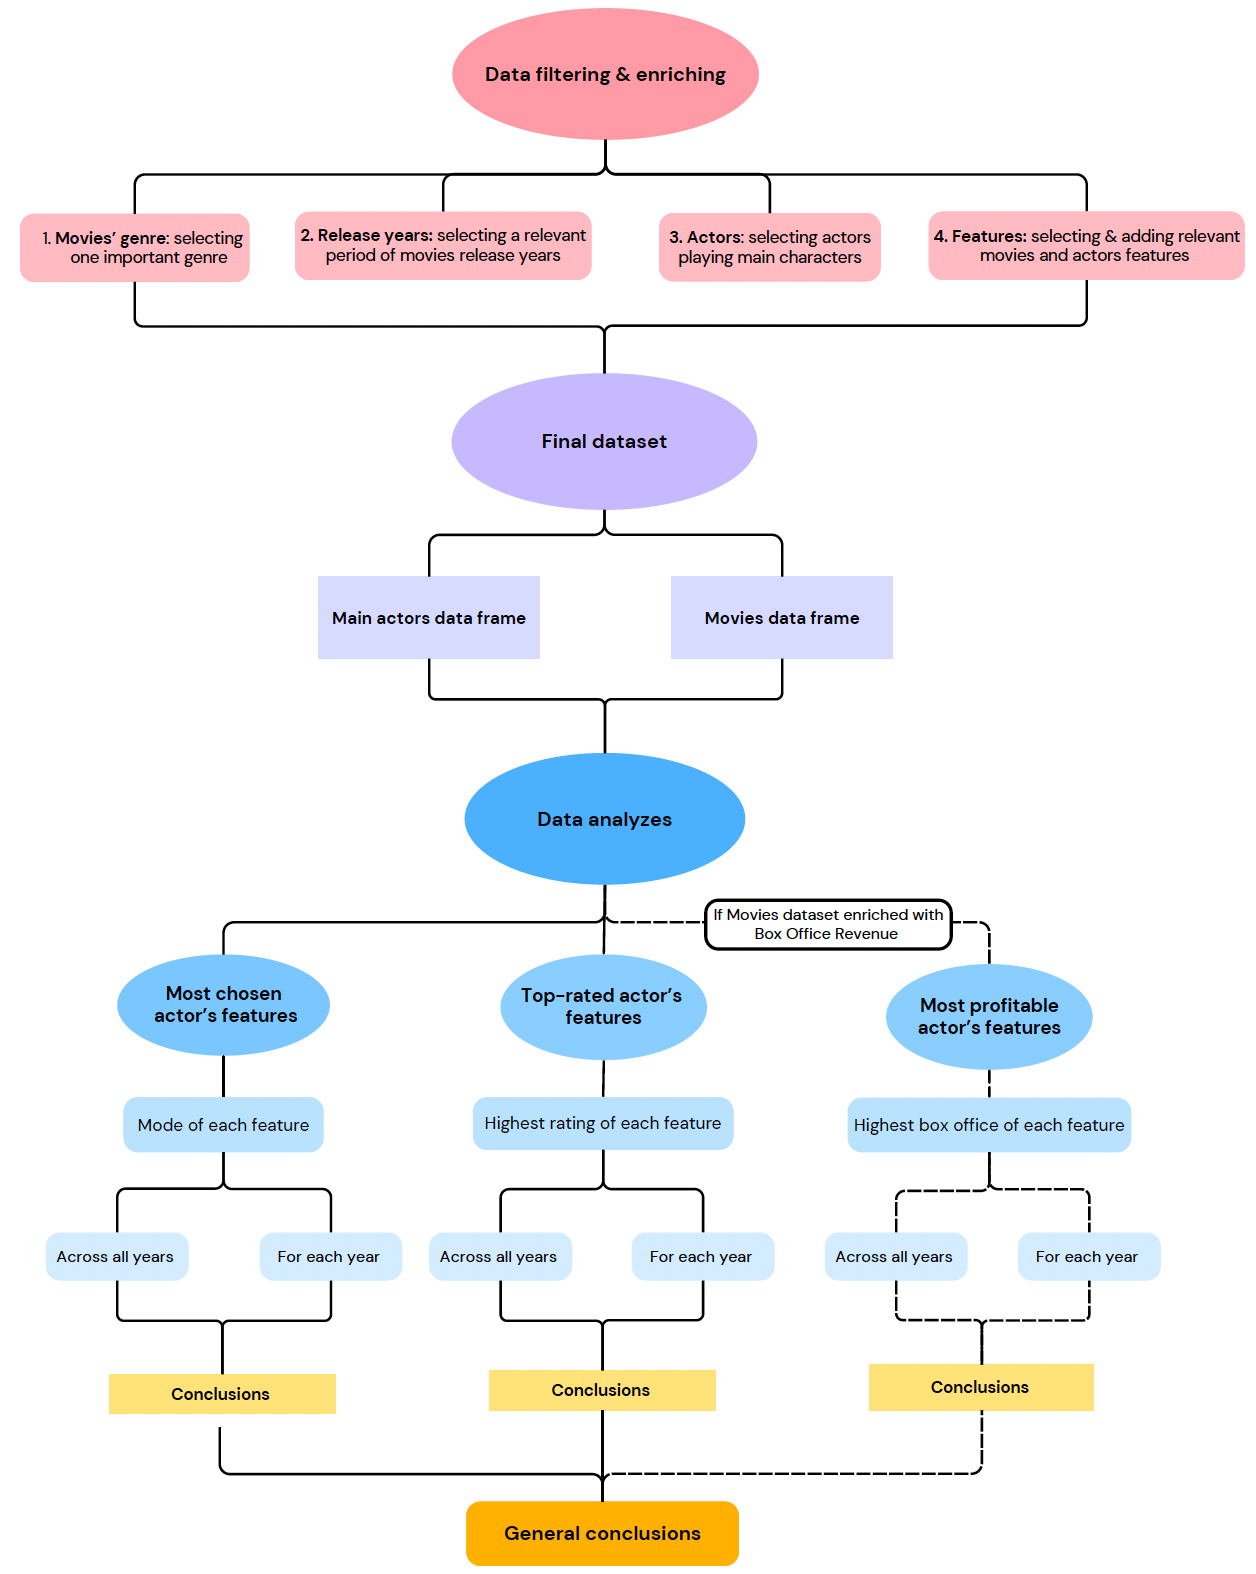 Data filtering & enriching
1. Movies’ genre: selecting
one important genre
2. Release years: selecting a relevant
period of movies release years
3. Actors: selecting actors
playing main characters
4. Features: selecting & adding relevant
movies and actors features
Final dataset
Main actors data frame
Movies data frame
Data analyzes
If Movies dataset enriched with
Box Office Revenue
Most chosen
actor’s features
Top-rated actor’s
features
Most profitable
actor’s features
Mode of each feature
Highest rating of each feature
Highest box office of each feature
Across all years
For each year
Across all years
For each year
Across all years
For each year
Conclusions
Conclusions
Conclusions
General conclusions